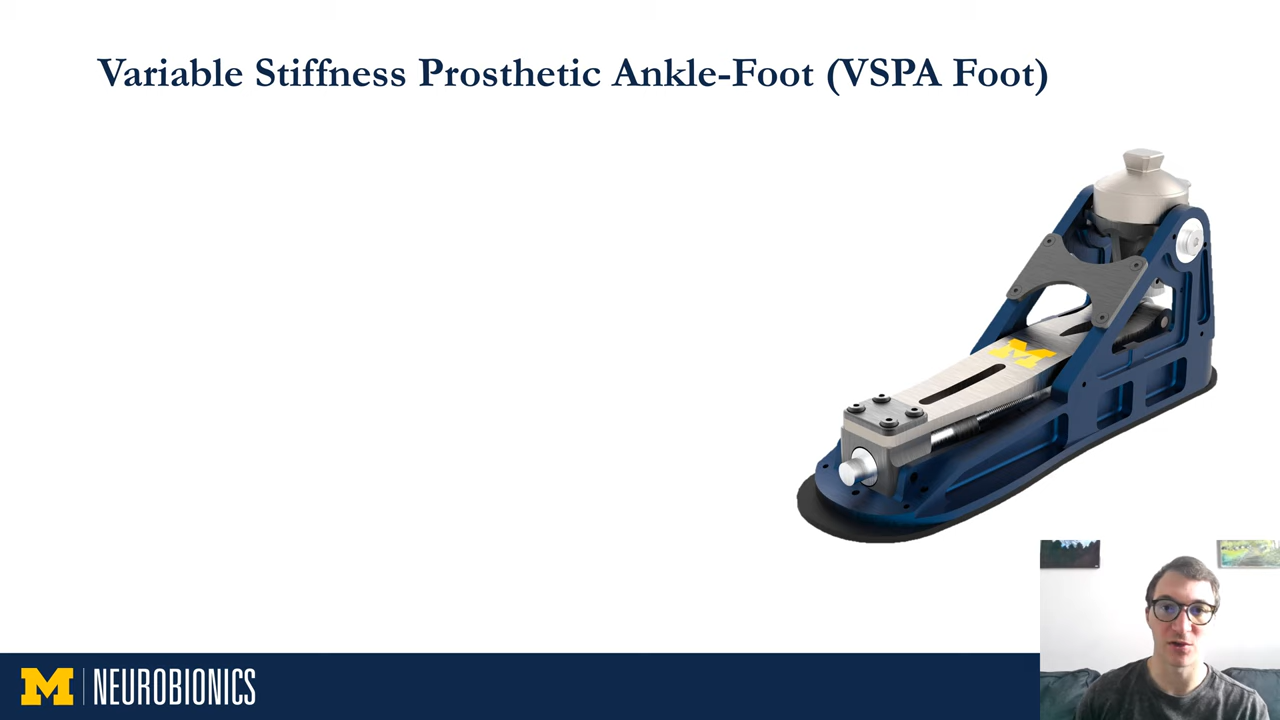 Variable Stiffness Prosthetic Ankle-Foot (VSPA Foot)
M
M NEUROBIONICS